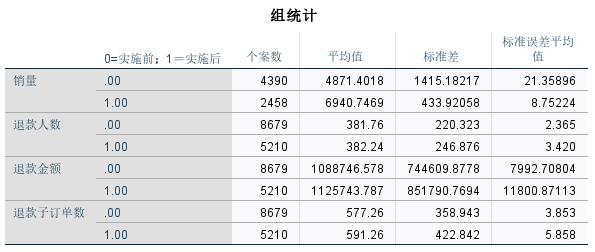 组统计
0=实施前；1＝实施后 个案数 平均值 标准差 标准误差平均值
销量 .00 4390 4871.4018 1415.18217 21.35896
1.00 2458 6940.7469 433.92058 8.75224
退款人数 .00 8679 381.76 220.323 2.365
1.00 5210 382.24 246.876 3.420
退款金额 .00 8679 1088746.578 744609.8778 7992.70804
1.00 5210 1125743.787 851790.7694 11800.87113
退款子订单数 .00 8679 577.26 358.943 3.853
1.00 5210 591.26 422.842 5.858